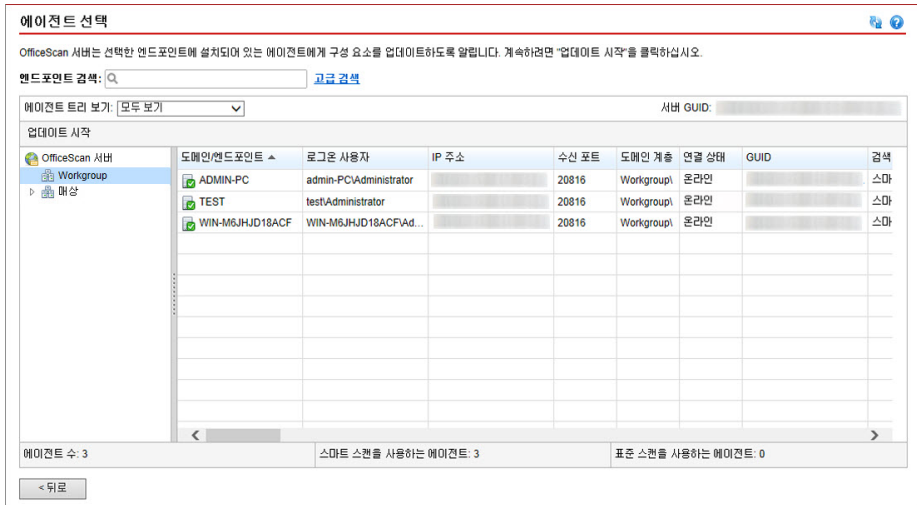 에이전트 선택
OfficeScan 서버는 선택한 엔드포인트에 설치되어 있는 에이전트에게 구성 요소를 업데이트하도록 알립니다. 계속하려면 "업데이트 시작"을 클릭하십시오.
엔드포인트 검색: 고급 검색
에이전트 트리 보기: 모두 보기 서버 GUID:
업데이트 시작
OfficeScan 서버
Workgroup
매상
도메인/엔드포인트 로그온 사용자 IP 주소 수신 포트 도메인 계층 연결 상태 GUID 검색
ADMIN-PC admin-PC\Administrator 20816 Workgroup\ 온라인 스마
TEST test\Administrator 20816 Workgroup\ 온라인 스마
WIN-M6JHJD18ACF WIN-M6JHJD18ACF\Ad... 20816 Workgroup\ 온라인 스마
에이전트 수: 3 스마트 스캔을 사용하는 에이전트: 3 표준 스캔을 사용하는 에이전트: 0
< 뒤로